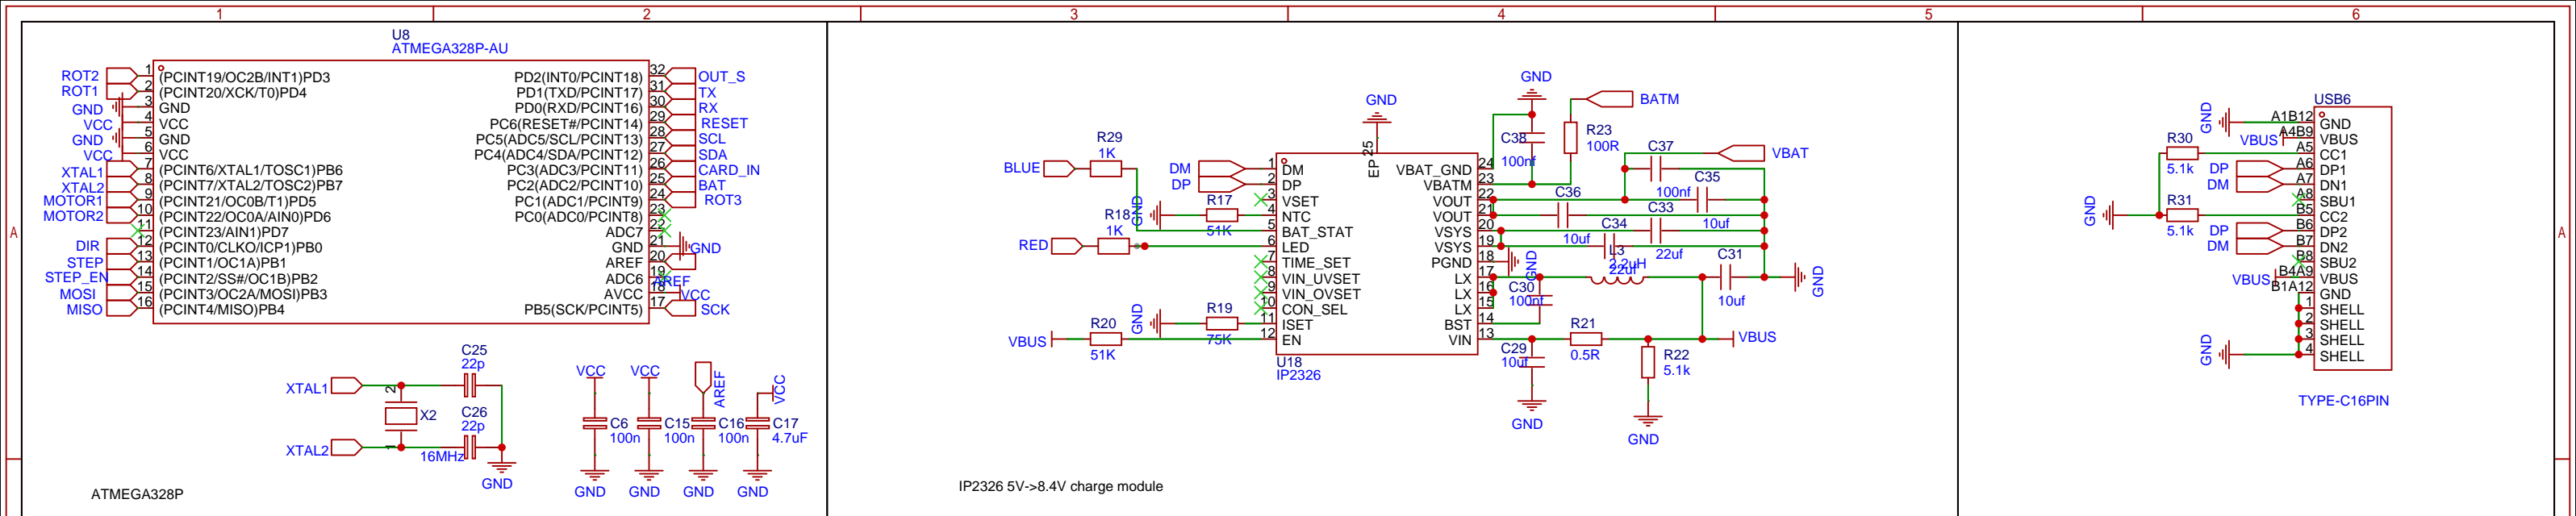 1
2
3
4
5
6
A
A
U8
ATMEGA328P-AU
ROT2
ROT1
GND
VCC
GND
VCC
XTAL1
XTAL2
MOTOR1
MOTOR2
DIR
STEP
STEP_EN
MOSI
MISO
1 (PCINT19/OC2B/INT1)PD3
2 (PCINT20/XCK/T0)PD4
3 GND
4 VCC
5 GND
6 VCC
7 (PCINT6/XTAL1/TOSC1)PB6
8 (PCINT7/XTAL2/TOSC2)PB7
9 (PCINT21/OC0B/T1)PD5
10 (PCINT22/OC0A/AIN0)PD6
11 (PCINT23/AIN1)PD7
12 (PCINT0/CLKO/ICP1)PB0
13 (PCINT1/OC1A)PB1
14 (PCINT2/SS#/OC1B)PB2
15 (PCINT3/OC2A/MOSI)PB3
16 (PCINT4/MISO)PB4
PD2(INT0/PCINT18) 32
PD1(TXD/PCINT17) 31
PD0(RXD/PCINT16) 30
PC6(RESET#/PCINT14) 29
PC5(ADC5/SCL/PCINT13) 28
PC4(ADC4/SDA/PCINT12) 27
PC3(ADC3/PCINT11) 26
PC2(ADC2/PCINT10) 25
PC1(ADC1/PCINT9) 24
PC0(ADC0/PCINT8) 23
ADC7 22
GND 21
AREF 20
ADC6 19
AVCC 18
PB5(SCK/PCINT5) 17
OUT_S
TX
RX
RESET
SCL
SDA
CARD_IN
BAT
ROT3
GND
AREF
VCC
SCK
XTAL1
XTAL2
2
1
X2
16MHz
C25
22p
C26
22p
GND
VCC
C6
100n
GND
VCC
C15
100n
GND
AREF
C16
100n
GND
VCC
C17
4.7uF
GND
ATMEGA328P
BLUE
R29
1K
RED
R18
1K
GND
DM
DP
R17
51K
GND
R19
75K
VBUS
R20
51K
GND
EP 25
1 DM
2 DP
3 VSET
4 NTC
5 BAT_STAT
6 LED
7 TIME_SET
8 VIN_UVSET
9 VIN_OVSET
10 CON_SEL
11 ISET
12 EN
VBAT_GND 24
VBATM 23
VOUT 22
VOUT 21
VSYS 20
VSYS 19
PGND 18
LX 17
LX 16
LX 15
BST 14
VIN 13
U18
IP2326
GND
C38
100nf
BATM
R23
100R
C37
100nf
VBAT
C35
10uf
C36
10uf
C33
22uf
C34
22uf
L3
2.2uH
GND
C31
10uf
GND
C30
100nf
C29
10uf
GND
R21
0.5R
R22
5.1k
GND
VBUS
IP2326 5V->8.4V charge module
USB6
GND
VBUS
R30
5.1k
DP
DM
GND
R31
5.1k
DP
DM
VBUS
GND
A1B12 GND
A4B9 VBUS
A5 CC1
A6 DP1
A7 DN1
A8 SBU1
B5 CC2
B6 DP2
B7 DN2
B8 SBU2
B4A9 VBUS
B1A12 GND
1 SHELL
2 SHELL
3 SHELL
4 SHELL
TYPE-C16PIN